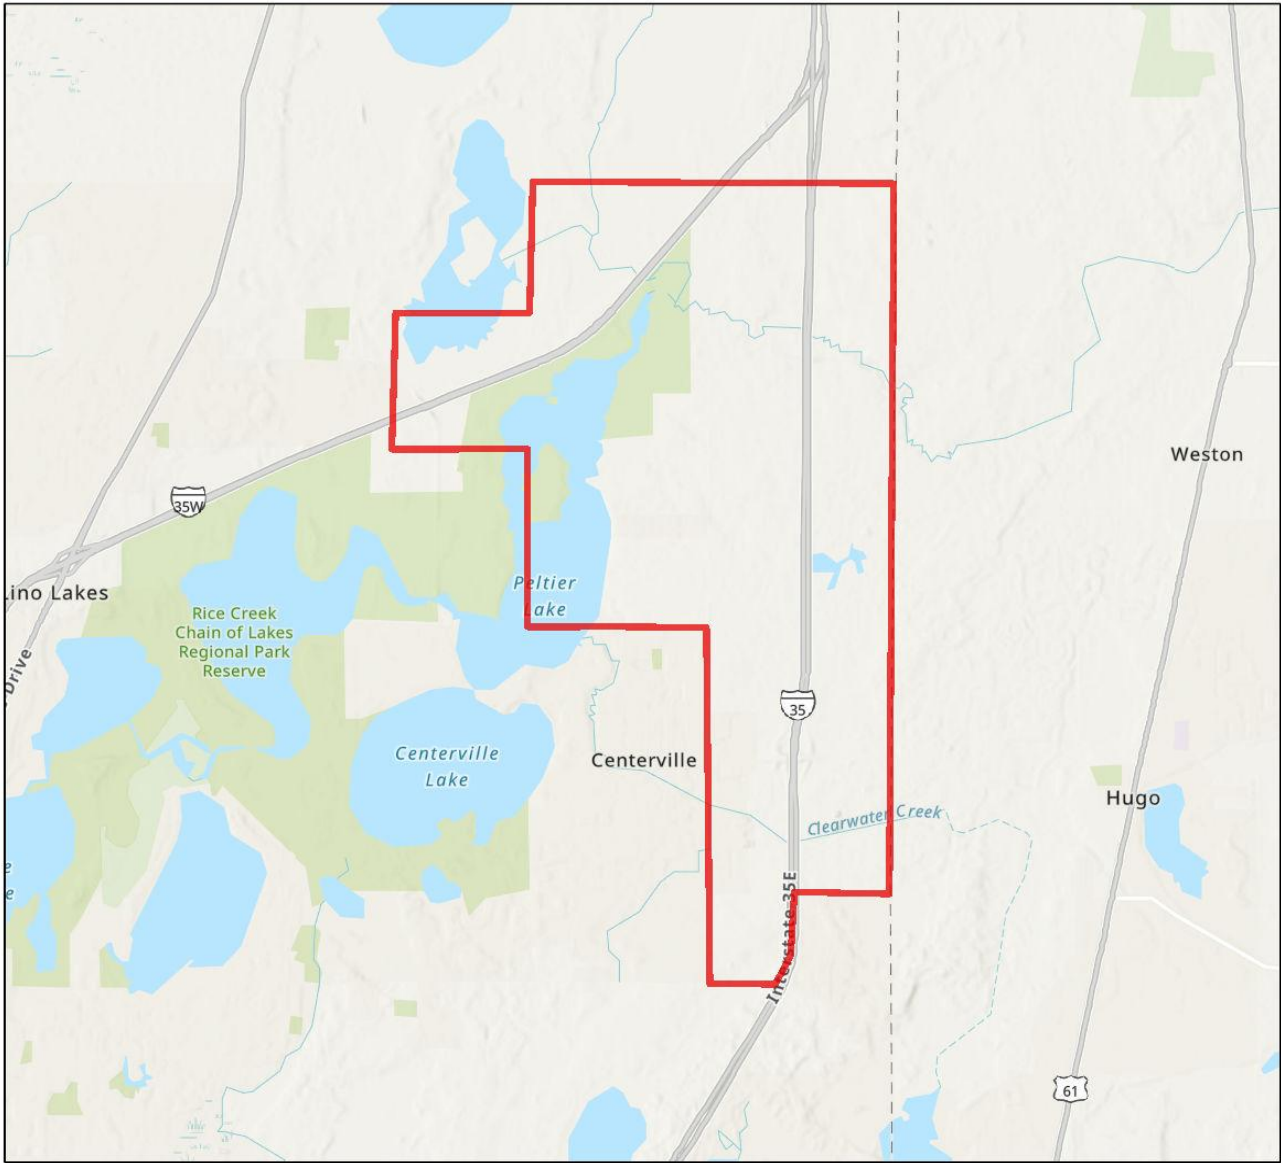 Weston
35W
Peltier
Lake
Lino Lakes
Rice Creek
Chain of Lakes
Regional Park
Reserve
Drive
35
Centerville
Lake
Centerville
Hugo
Clearwater Creek
Interstate 35E
61